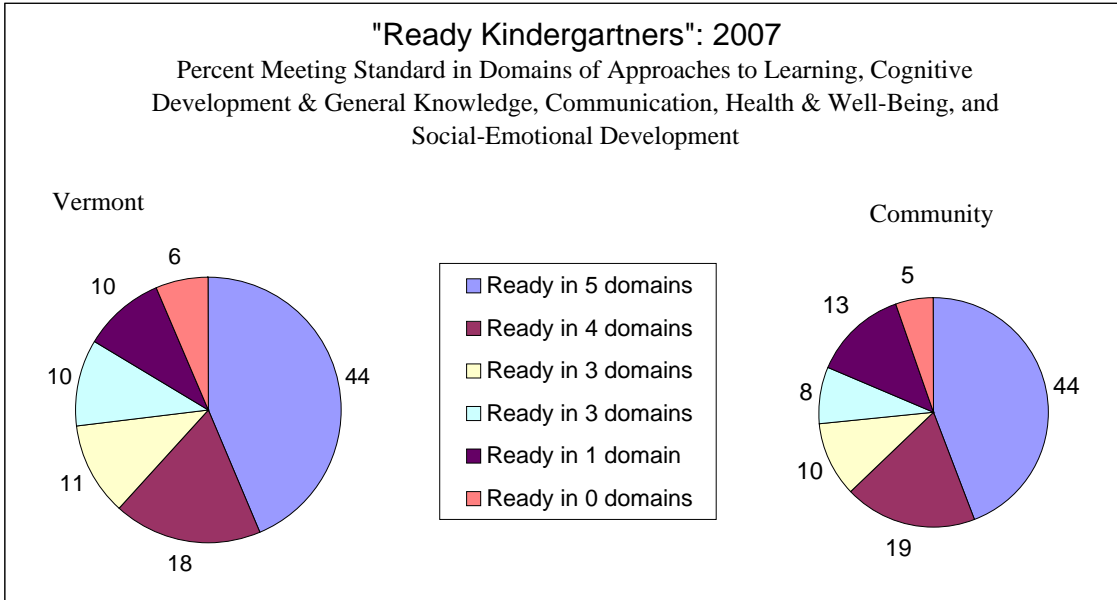 "Ready Kindergartners": 2007
Percent Meeting Standard in Domains of Approaches to Learning, Cognitive
Development & General Knowledge, Communication, Health & Well-Being, and
Social-Emotional Development
Vermont
6
10
10
11
18
44
Ready in 5 domains
Ready in 4 domains
Ready in 3 domains
Ready in 3 domains
Ready in 1 domain
Ready in 0 domains
Community
5
13
8
10
19
44